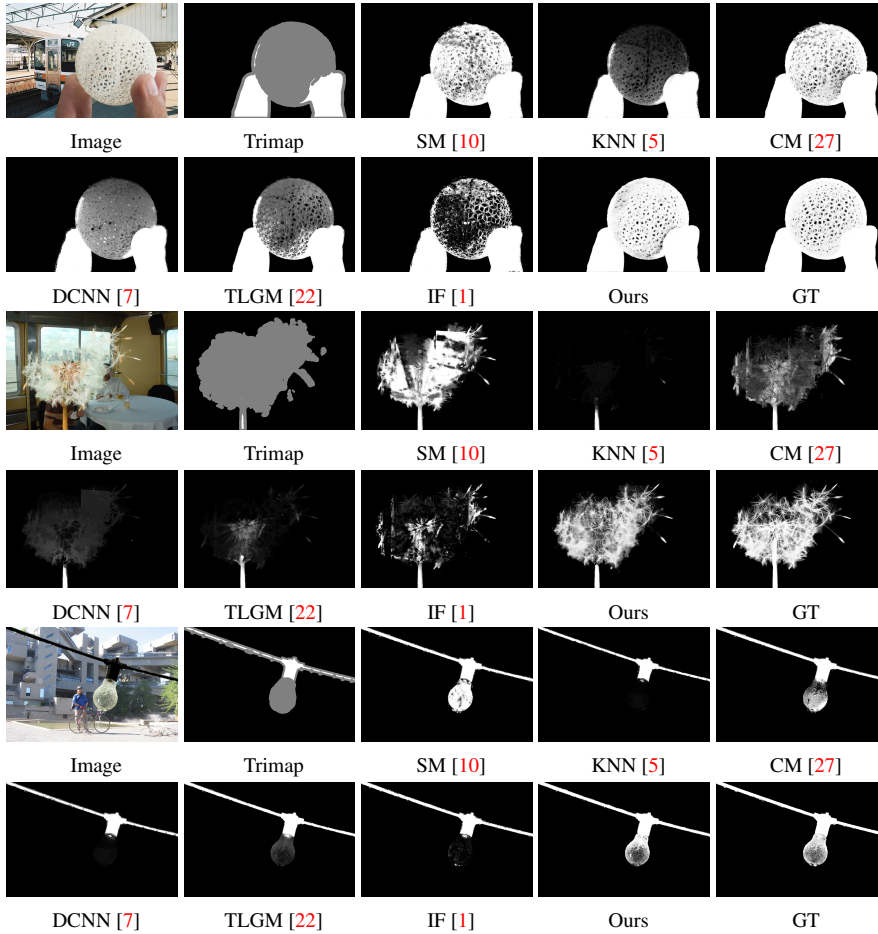 JR
Image Trimap SM [10] KNN [5] CM [27]
DCNN [7] TLGM [22] IF [1] Ours GT
Image Trimap SM [10] KNN [5] CM [27]
DCNN [7] TLGM [22] IF [1] Ours GT
Image Trimap SM [10] KNN [5] CM [27]
DCNN [7] TLGM [22] IF [1] Ours GT